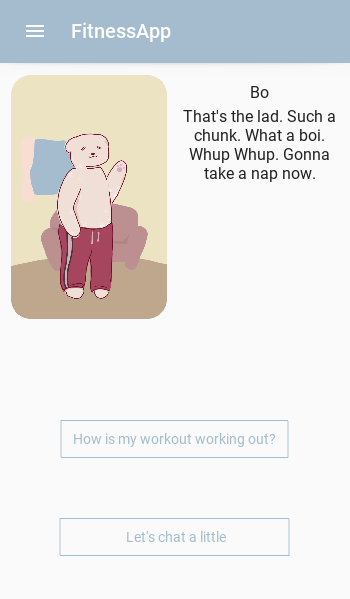 FitnessApp
Bo
That's the lad. Such a
chunk. What a boi.
Whup Whup. Gonna
take a nap now.
How is my workout working out?
Let's chat a little